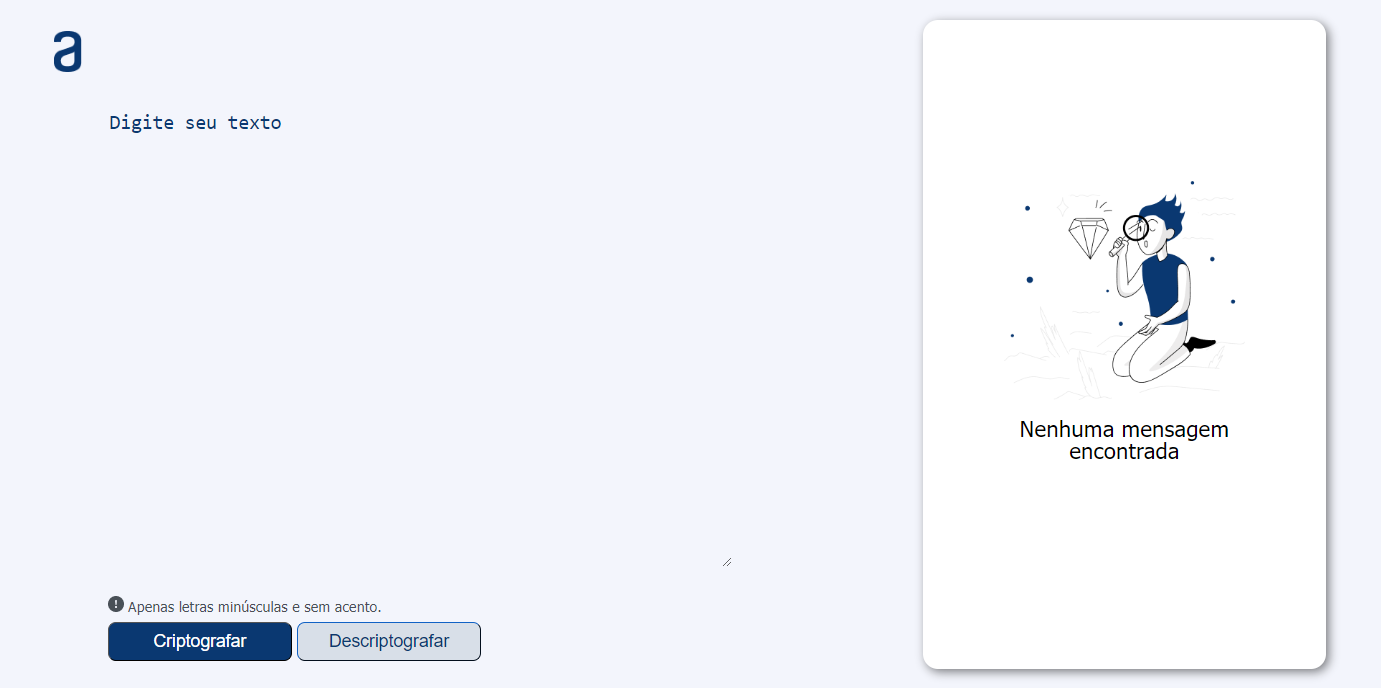 a
Digite seu texto
Nenhuma mensagem
encontrada
! Apenas letras minúsculas e sem acento.
Criptografar
Descriptografar